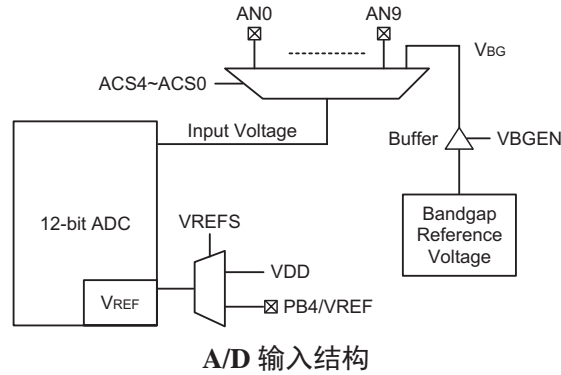 AN0
AN9
VBG
ACS4~ACS0
Input Voltage
Buffer
VBGEN
12-bit ADC
VREFS
Bandgap
Reference
Voltage
VDD
VREF
PB4/VREF
A/D 输入结构